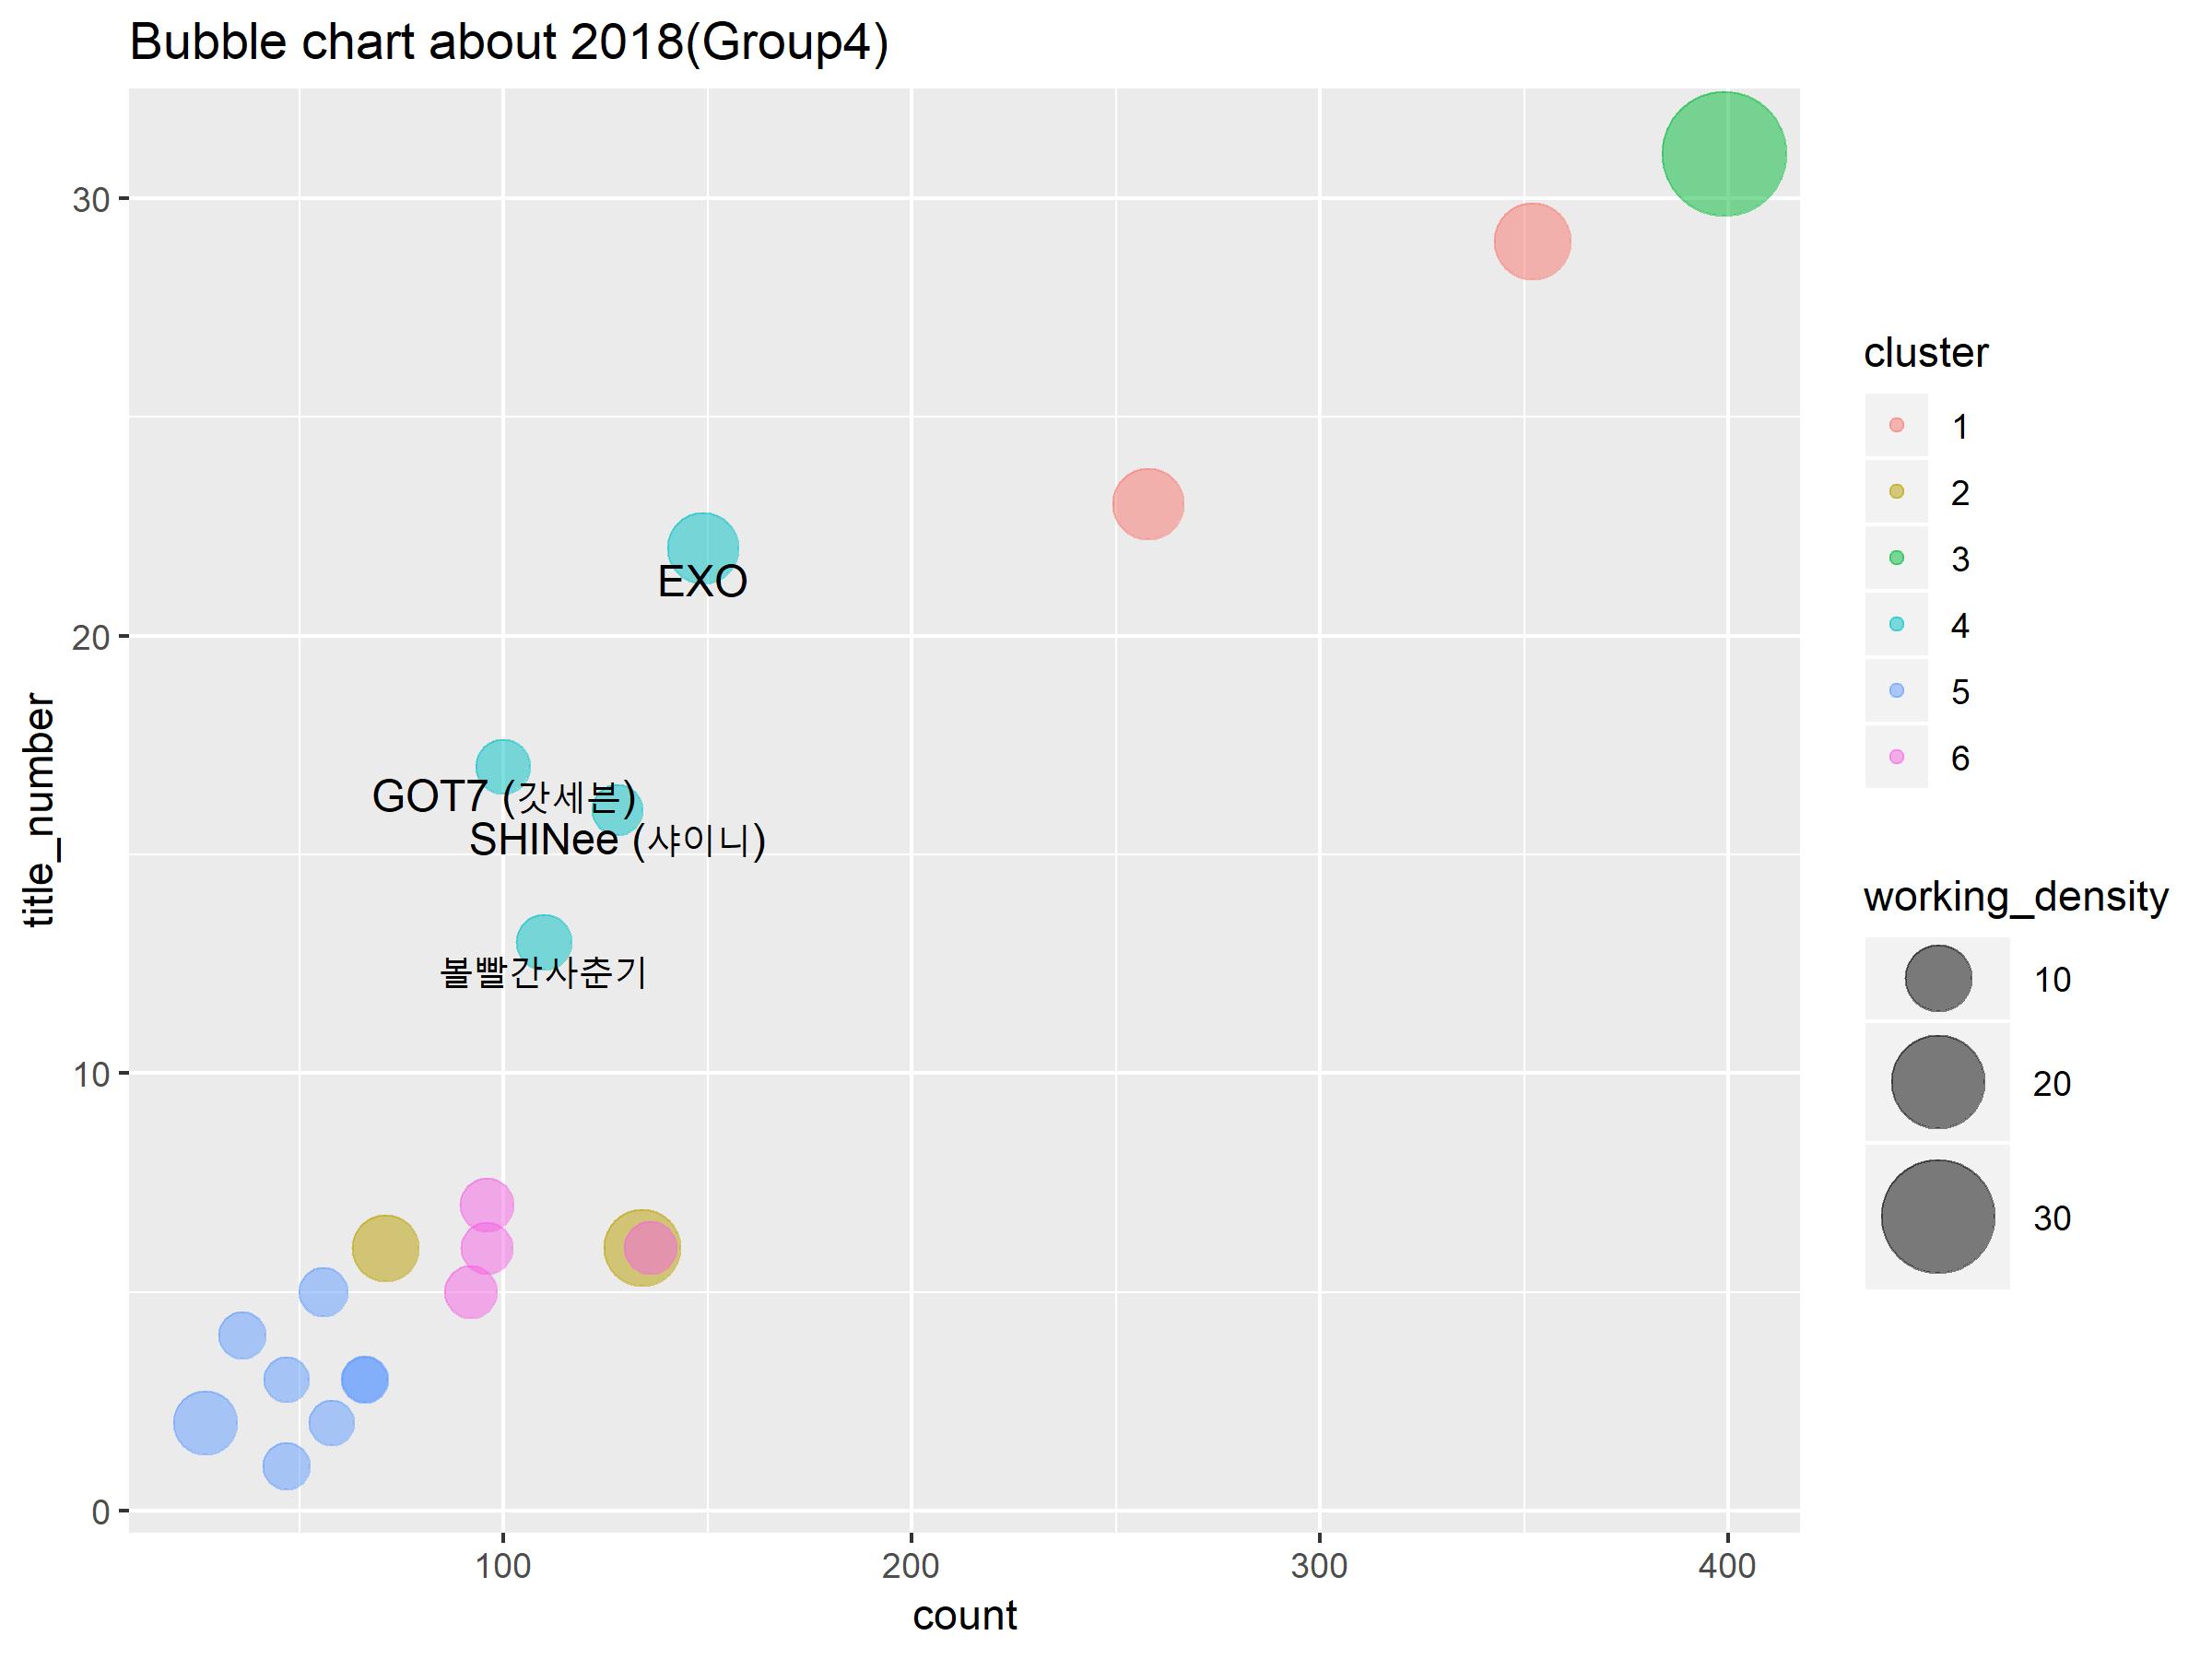 Bubble chart about 2018(Group4)
30
20
10
0
title_number
EXO
GOT7 (갓세븐)
SHINee (샤이니)
볼빨간사춘기
100
200
300
400
count
cluster
1
2
3
4
5
6
working_density
10
20
30